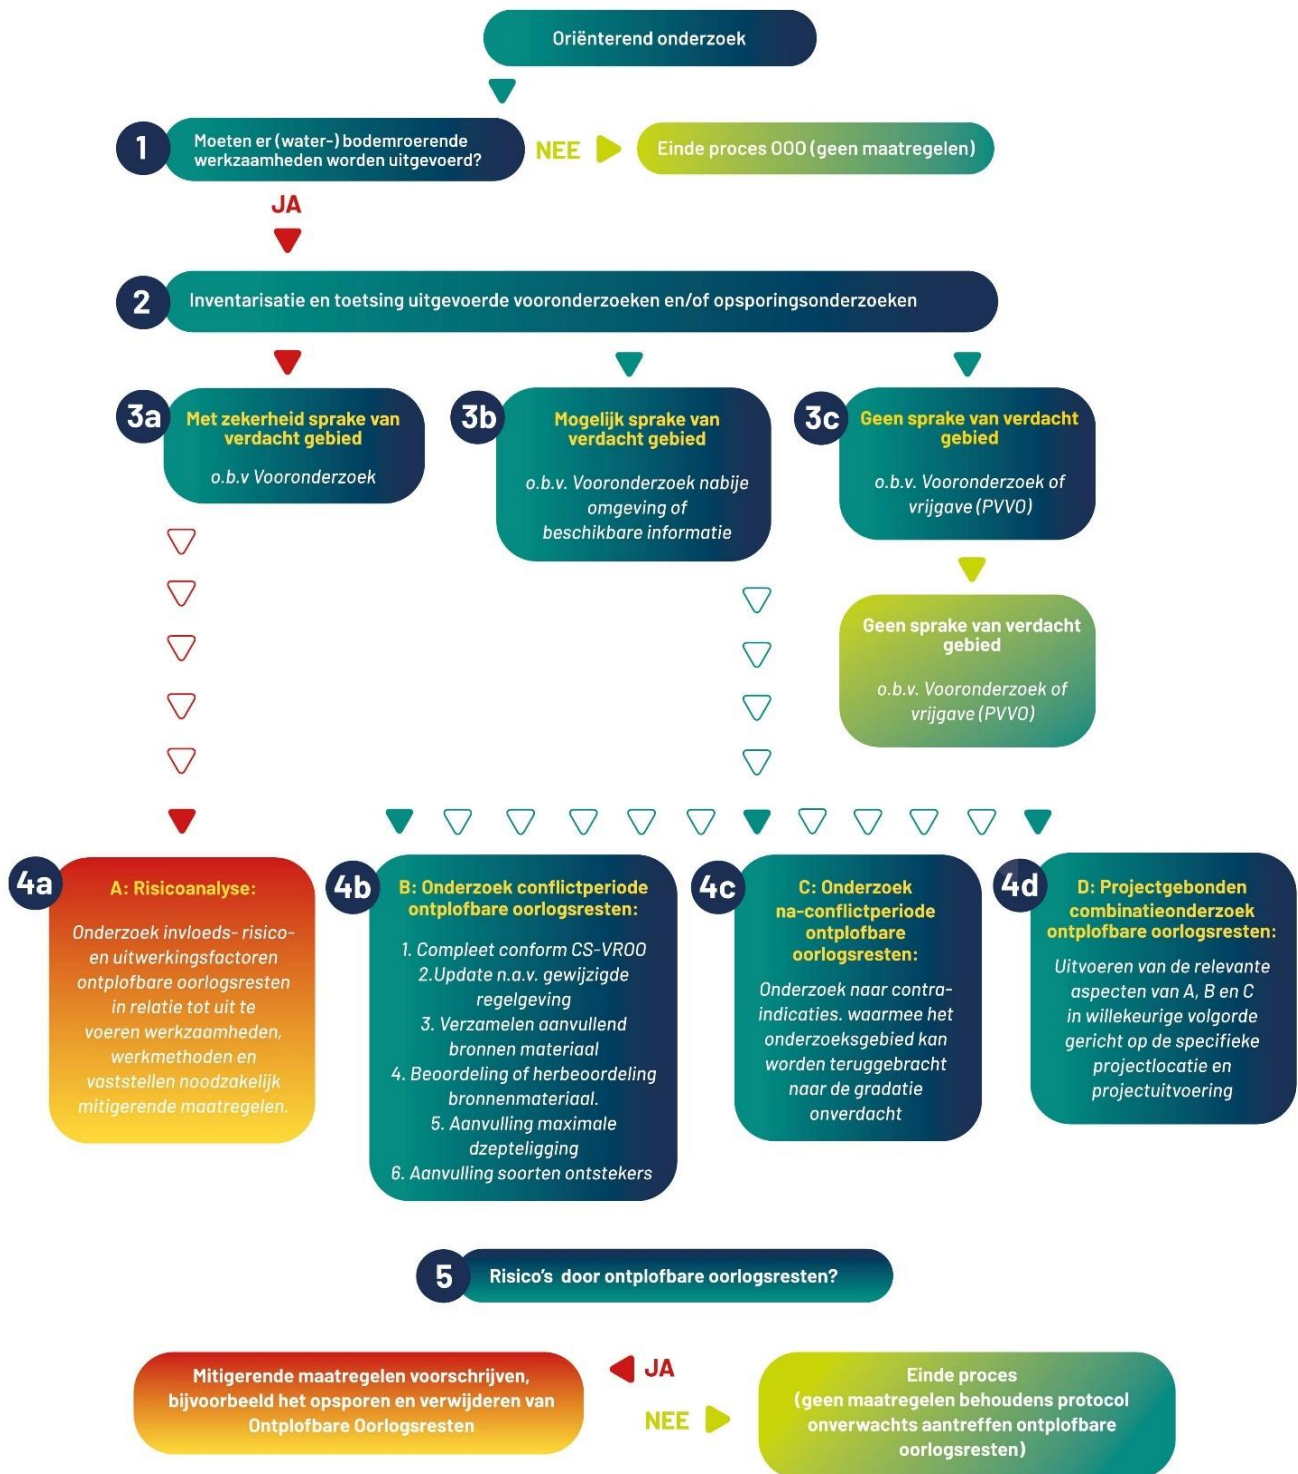 Oriënterend onderzoek
1
Moeten er (water-) bodemroerende
werkzaamheden worden uitgevoerd?
NEE
Einde proces OOO (geen maatregelen)
JA
2
Inventarisatie en toetsing uitgevoerde vooronderzoeken en/of opsporingsonderzoeken
3a
Met zekerheid sprake van
verdacht gebied
o.b.v Vooronderzoek
3b
Mogelijk sprake van
verdacht gebied
o.b.v. Vooronderzoek nabije
omgeving of
beschikbare informatie
3c
Geen sprake van verdacht
gebied
o.b.v. Vooronderzoek of
vrijgave (PVVO)
Geen sprake van verdacht
gebied
o.b.v. Vooronderzoek of
vrijgave (PVVO)
4a
A: Risicoanalyse:
Onderzoek invloeds- risico-
en uitwerkingsfactoren
ontplofbare oorlogsresten
in relatie tot uit te
voeren werkzaamheden,
werkmethoden en
vaststellen noodzakelijk
mitigerende maatregelen.
4b
B: Onderzoek conflictperiode
ontplofbare oorlogsresten:
1. Compleet conform CS-VROO
2.Update n.a.v. gewijzigde
regelgeving
3. Verzamelen aanvullend
bronnen materiaal
4. Beoordeling of herbeoordeling
bronnenmateriaal.
5. Aanvulling maximale
dzepteligging
6. Aanvulling soorten ontstekers
4c
C: Onderzoek
na-conflictperiode
ontplofbare
oorlogsresten:
Onderzoek naar contra-
indicaties. waarmee het
onderzoeksgebied kan
worden teruggebracht
naar de gradatie
onverdacht
4d
D: Projectgebonden
combinatieonderzoek
ontplofbare oorlogsresten:
Uitvoeren van de relevante
aspecten van A, B en C
in willekeurige volgorde
gericht op de specifieke
projectlocatie en
projectuitvoering
5
Risico's door ontplofbare oorlogsresten?
Mitigerende maatregelen voorschrijven,
bijvoorbeeld het opsporen en verwijderen van
Ontplofbare Oorlogsresten
JA
NEE
Einde proces
(geen maatregelen behoudens protocol
onverwachts aantreffen ontplofbare
oorlogsresten)